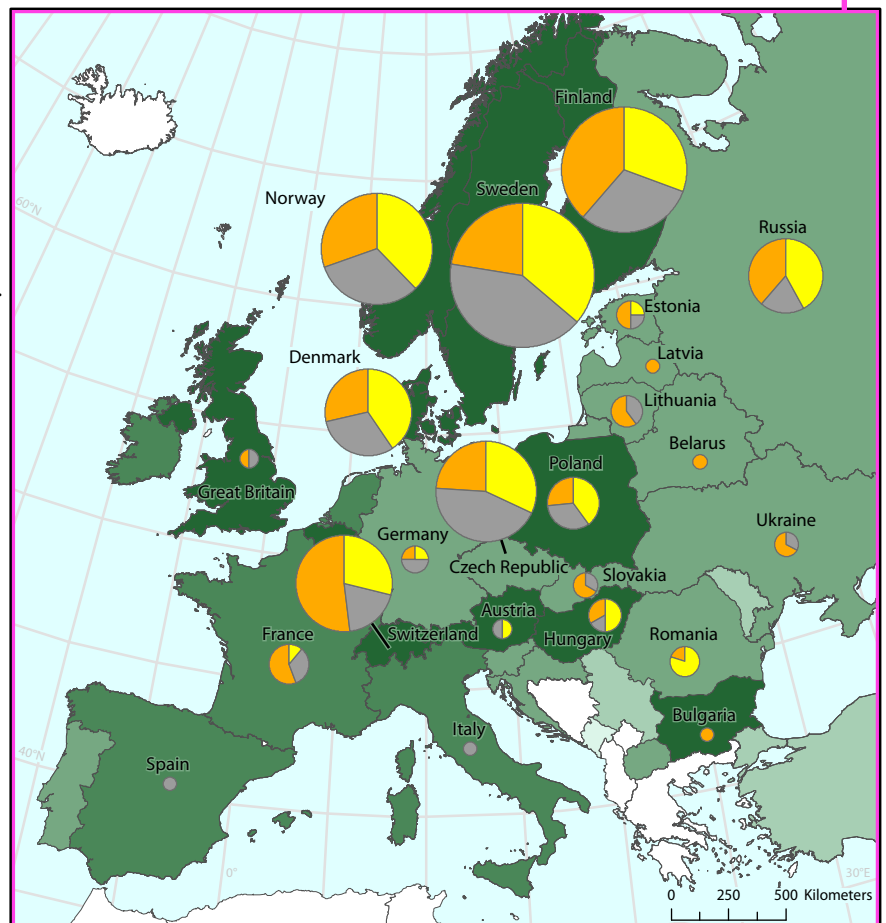 Finland
Norway
Sweden
60°N
Russia
Estonia
Denmark
Latvia
Lithuania
Belarus
Poland
Great Britain
Ukraine
Germany
Czech Republic
Slovakia
Austria
France
Switzerland
Hungary
Romania
Bulgaria
Italy
40°N
Spain
0°
30°E
0 250 500 Kilometers